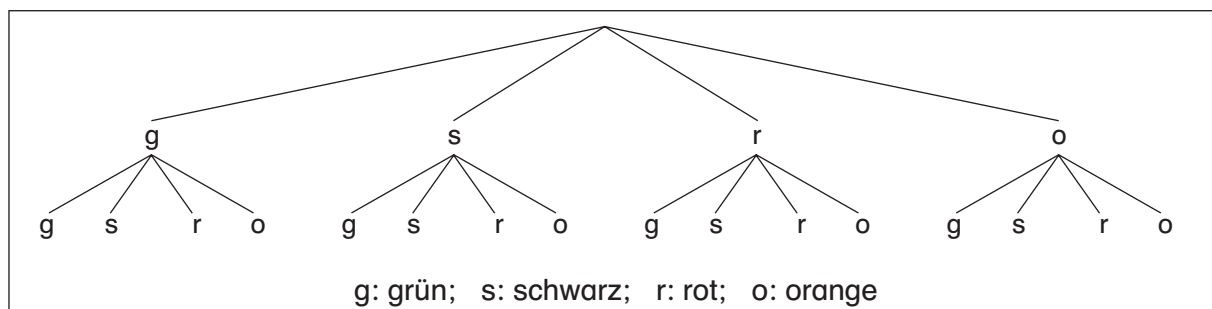 g s r o
g s r o g s r o g s r o g s r o
g: grün; s: schwarz; r: rot; o: orange